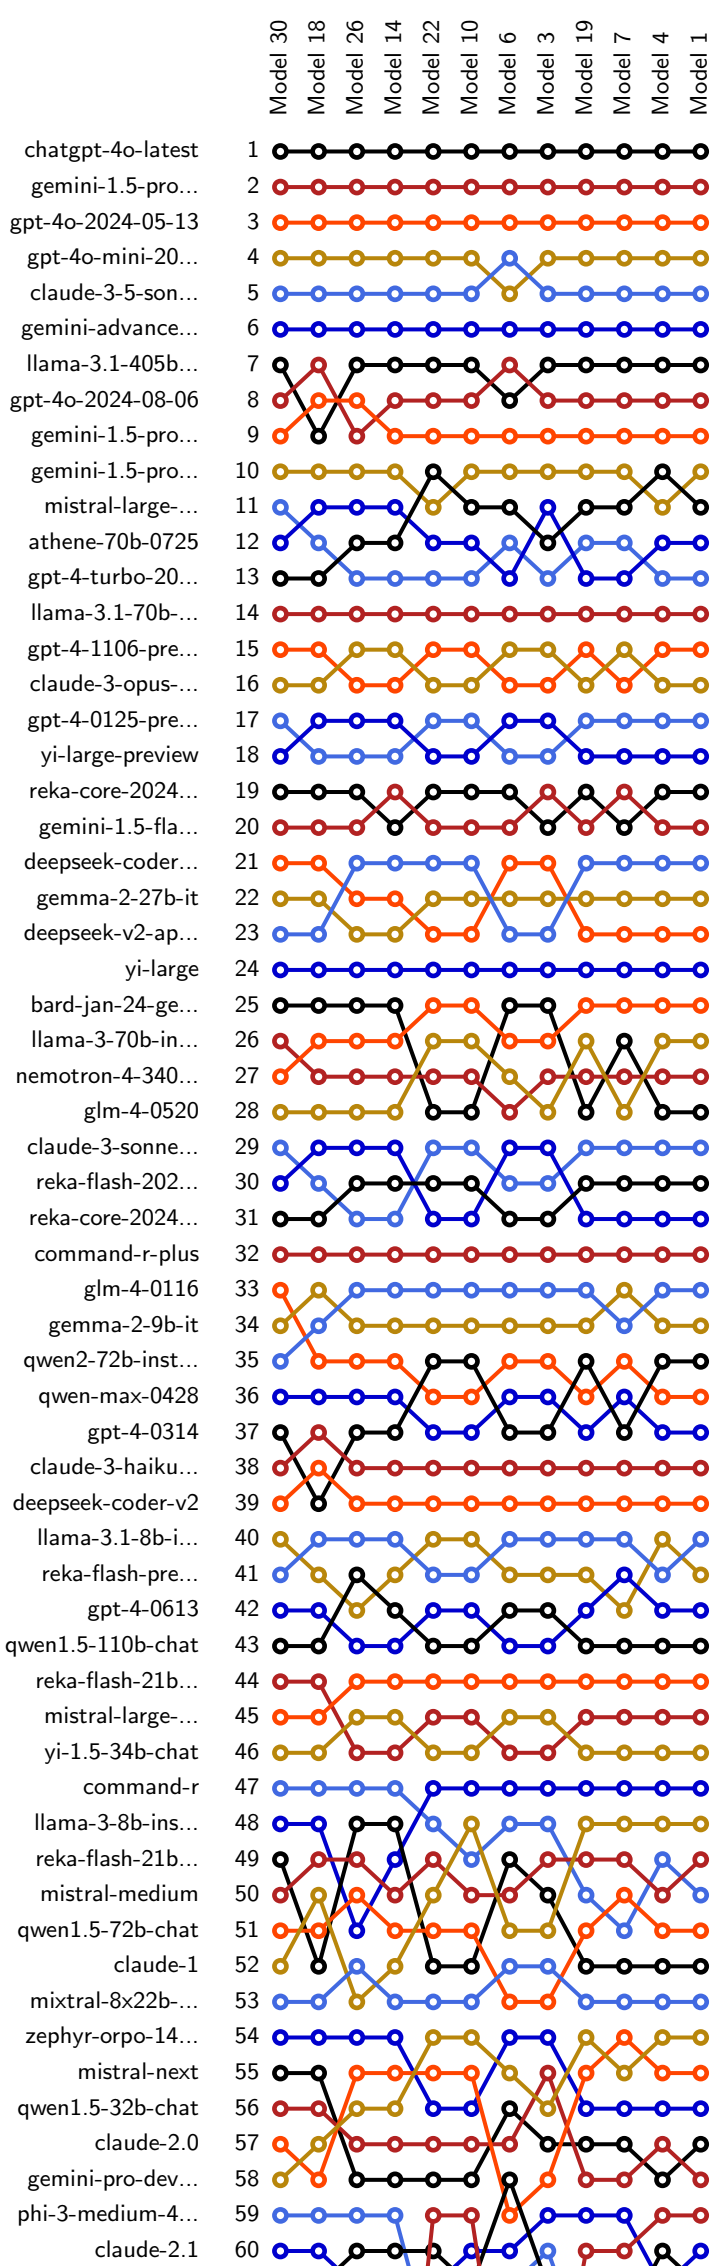 Model 30 Model 18 Model 26 Model 14 Model 22 Model 10 Model 6 Model 3 Model 19 Model 7 Model 4 Model 1
chatgpt-4o-latest 1
gemini-1.5-pro... 2
gpt-4o-2024-05-13 3
gpt-4o-mini-20... 4
claude-3-5-son... 5
gemini-advance... 6
llama-3.1-405b... 7
gpt-4o-2024-08-06 8
gemini-1.5-pro... 9
gemini-1.5-pro... 10
mistral-large-... 11
athene-70b-0725 12
gpt-4-turbo-20... 13
llama-3.1-70b-... 14
gpt-4-1106-pre... 15
claude-3-opus-... 16
gpt-4-0125-pre... 17
yi-large-preview 18
reka-core-2024... 19
gemini-1.5-fla... 20
deepseek-coder... 21
gemma-2-27b-it 22
deepseek-v2-ap... 23
yi-large 24
bard-jan-24-ge... 25
llama-3-70b-in... 26
nemotron-4-340... 27
glm-4-0520 28
claude-3-sonne... 29
reka-flash-202... 30
reka-core-2024... 31
command-r-plus 32
glm-4-0116 33
gemma-2-9b-it 34
qwen2-72b-inst... 35
qwen-max-0428 36
gpt-4-0314 37
claude-3-haiku... 38
deepseek-coder-v2 39
llama-3.1-8b-i... 40
reka-flash-pre... 41
gpt-4-0613 42
qwen1.5-110b-chat 43
reka-flash-21b... 44
mistral-large-... 45
yi-1.5-34b-chat 46
command-r 47
llama-3-8b-ins... 48
reka-flash-21b... 49
mistral-medium 50
qwen1.5-72b-chat 51
claude-1 52
mixtral-8x22b-... 53
zephyr-orpo-14... 54
mistral-next 55
qwen1.5-32b-chat 56
claude-2.0 57
gemini-pro-dev... 58
phi-3-medium-4... 59
claude-2.1 60